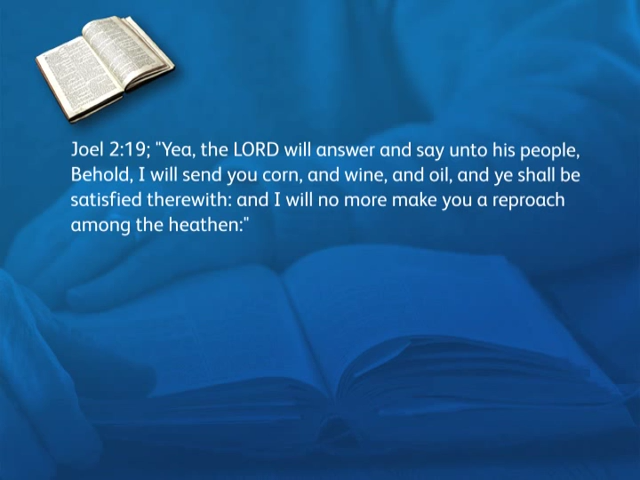 Joel 2:19; "Yea, the LORD will answer and say unto his people,
Behold, I will send you corn, and wine, and oil, and ye shall be
satisfied therewith: and I will no more make you a reproach
among the heathen:"